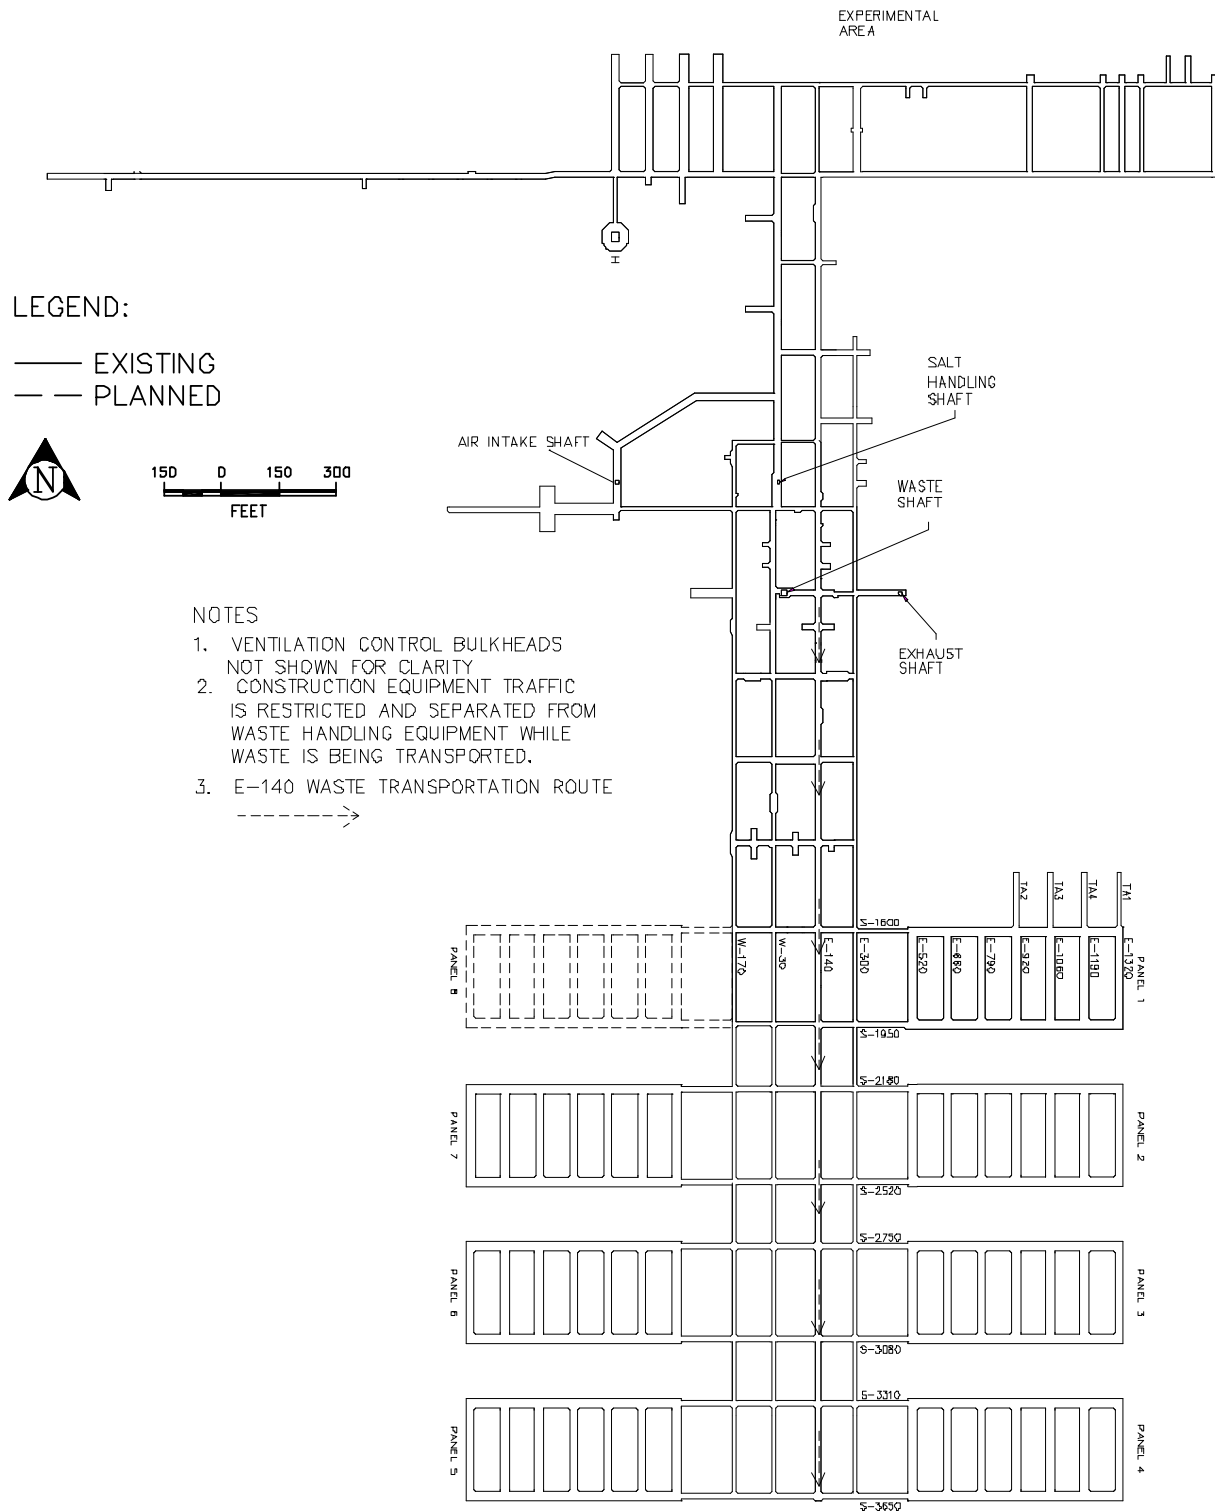 EXPERIMENTAL
AREA
H
LEGEND:
EXISTING
PLANNED
N
150 0 150 300
FEET
SALT
HANDLING
SHAFT
AIR INTAKE SHAFT
WASTE
SHAFT
EXHAUST
SHAFT
NOTES
1. VENTILATION CONTROL BULKHEADS
NOT SHOWN FOR CLARITY
2. CONSTRUCTION EQUIPMENT TRAFFIC
IS RESTRICTED AND SEPARATED FROM
WASTE HANDLING EQUIPMENT WHILE
WASTE IS BEING TRANSPORTED.
3. E-140 WASTE TRANSPORTATION ROUTE
TA2
TA3
TA4
TA1
S-1600
W-170
W-30
E-140
E-300
E-520
E-660
E-790
E-920
E-1060
E-1190
E-1320
PANEL 8
PANEL 1
S-1950
S-2180
PANEL 7
PANEL 2
S-2520
S-2750
PANEL 6
PANEL 3
S-3080
S-3310
PANEL 5
PANEL 4
S-3650